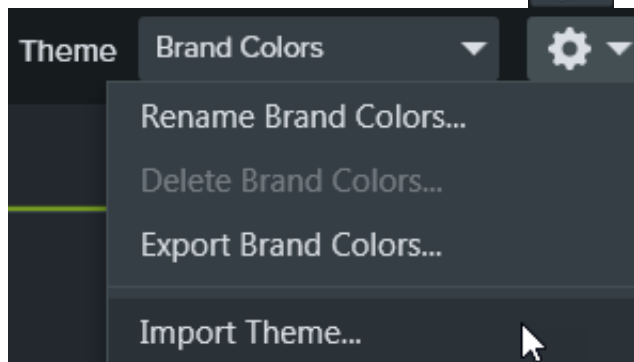 Theme Brand Colors
Rename Brand Colors...
Delete Brand Colors...
Export Brand Colors...
Import Theme...